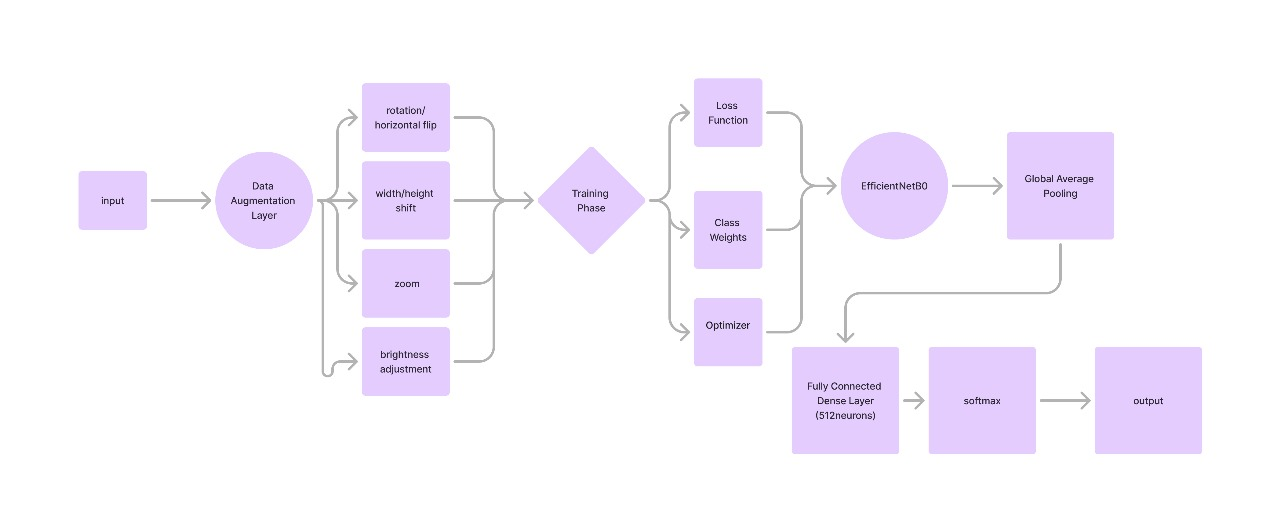 input
Data
Augmentation
Layer
rotation/
horizontal flip
width/height
shift
zoom
brightness
adjustment
Training
Phase
Loss
Function
Class
Weights
Optimizer
EfficientNetB0
Global Average
Pooling
Fully Connected
Dense Layer
(512neurons)
softmax
output